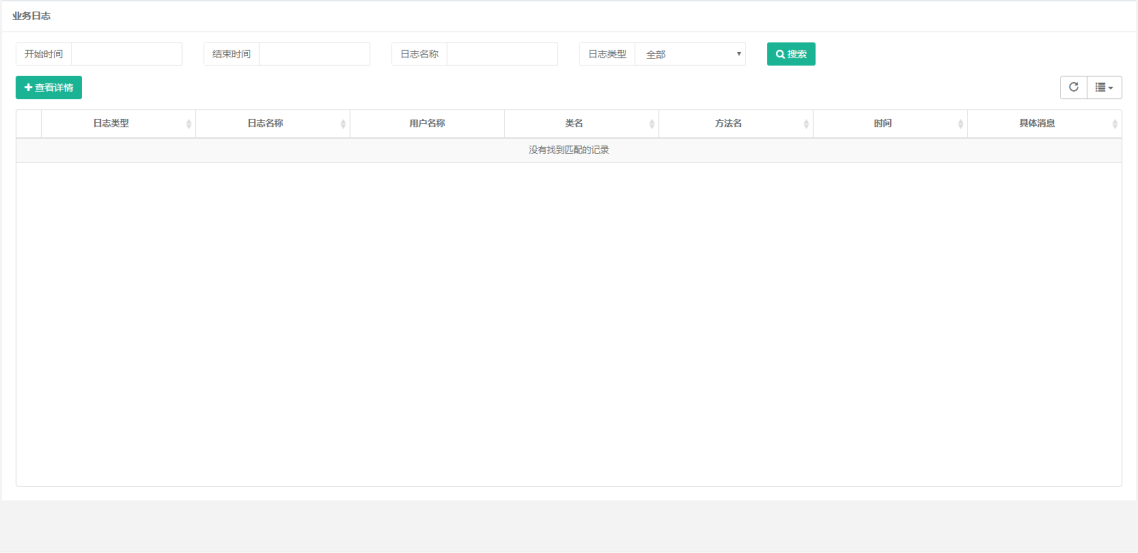 业务日志
开始时间 结束时间 日志名称 日志类型 全部 搜索
查看详情
日志类型 日志名称 用户名称 类名 方法名 时间 具体消息
没有找到匹配的记录